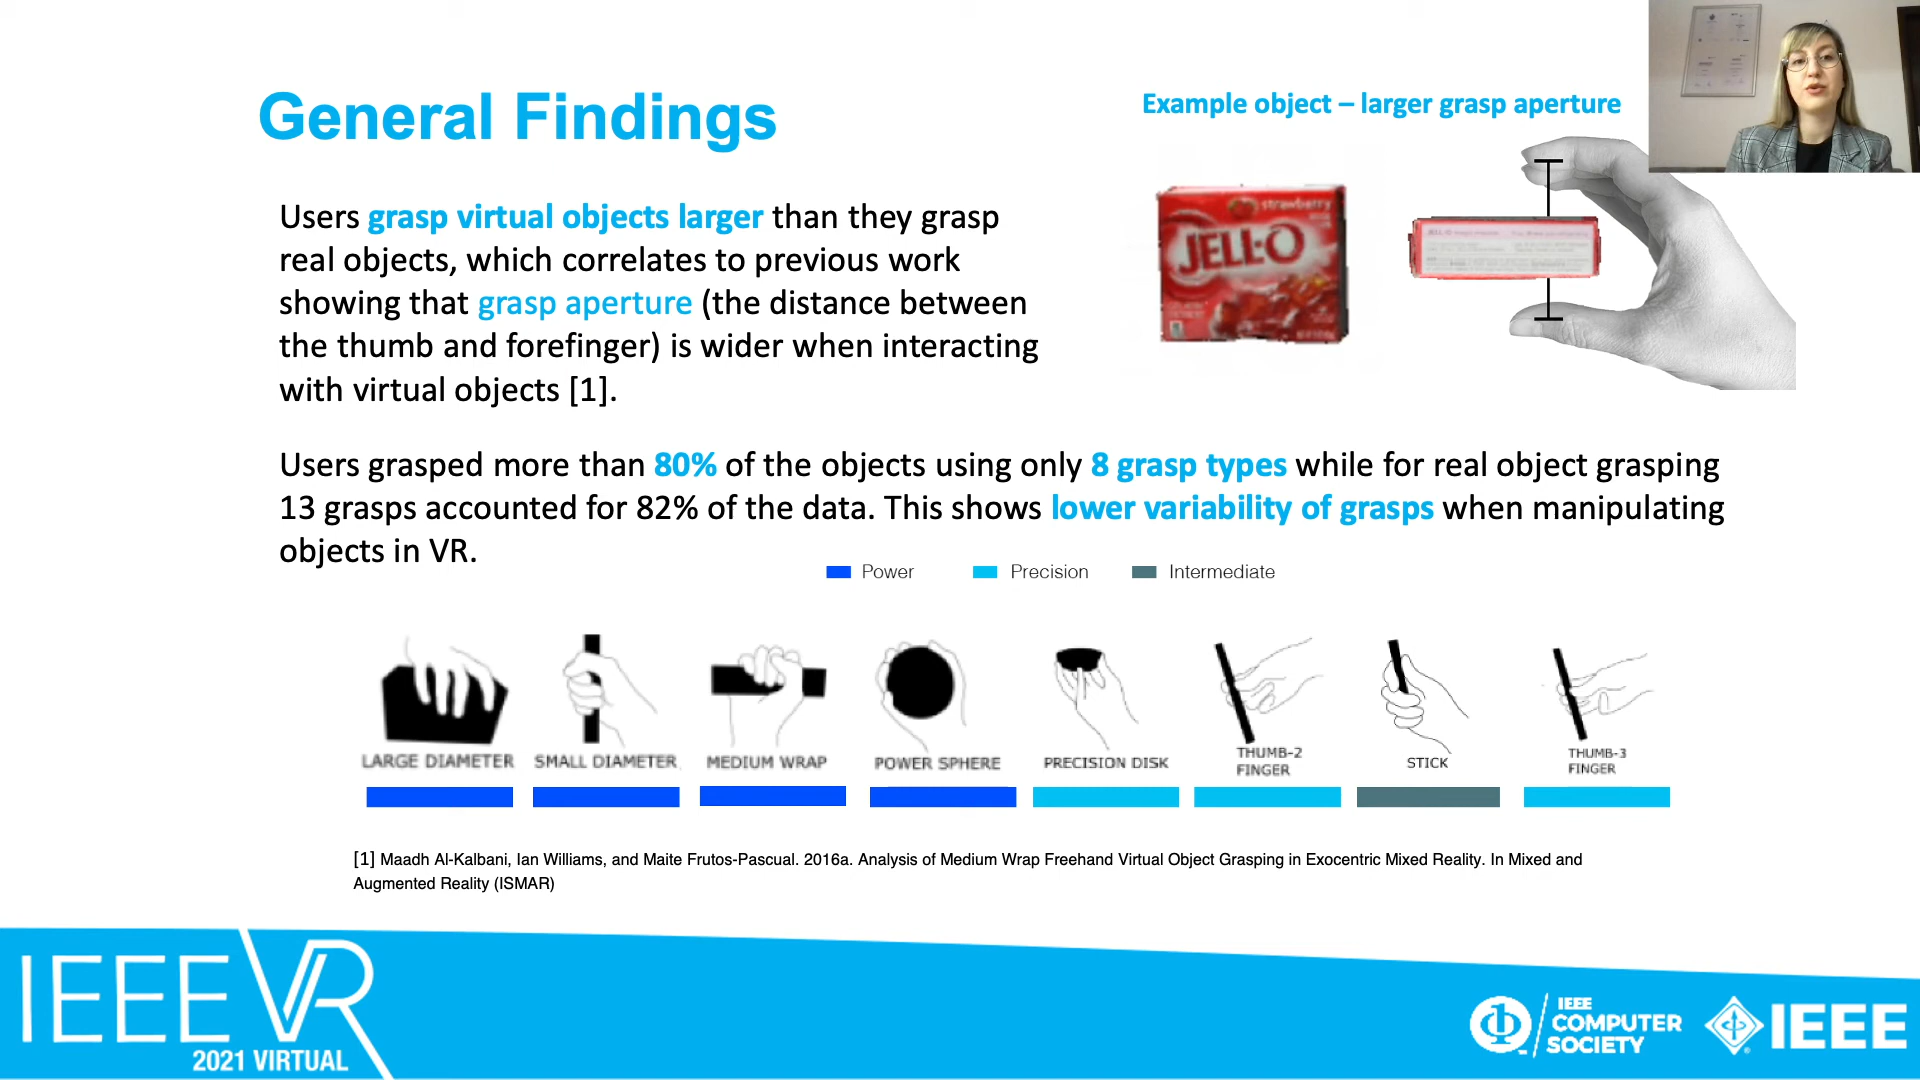 General Findings
Example object – larger grasp aperture
strawberry
JELL-O
JELL-O
Users grasp virtual objects larger than they grasp
real objects, which correlates to previous work
showing that grasp aperture (the distance between
the thumb and forefinger) is wider when interacting
with virtual objects [1].
Users grasped more than 80% of the objects using only 8 grasp types while for real object grasping
13 grasps accounted for 82% of the data. This shows lower variability of grasps when manipulating
objects in VR.
Power Precision Intermediate
LARGE DIAMETER
SMALL DIAMETER
MEDIUM WRAP
POWER SPHERE
PRECISION DISK
THUMB-2
FINGER
STICK
THUMB-3
FINGER
[1] Maadh Al-Kalbani, Ian Williams, and Maite Frutos-Pascual. 2016a. Analysis of Medium Wrap Freehand Virtual Object Grasping in Exocentric Mixed Reality. In Mixed and
Augmented Reality (ISMAR)
IEEE VR
2021 VIRTUAL
IEEE
COMPUTER
SOCIETY
IEEE